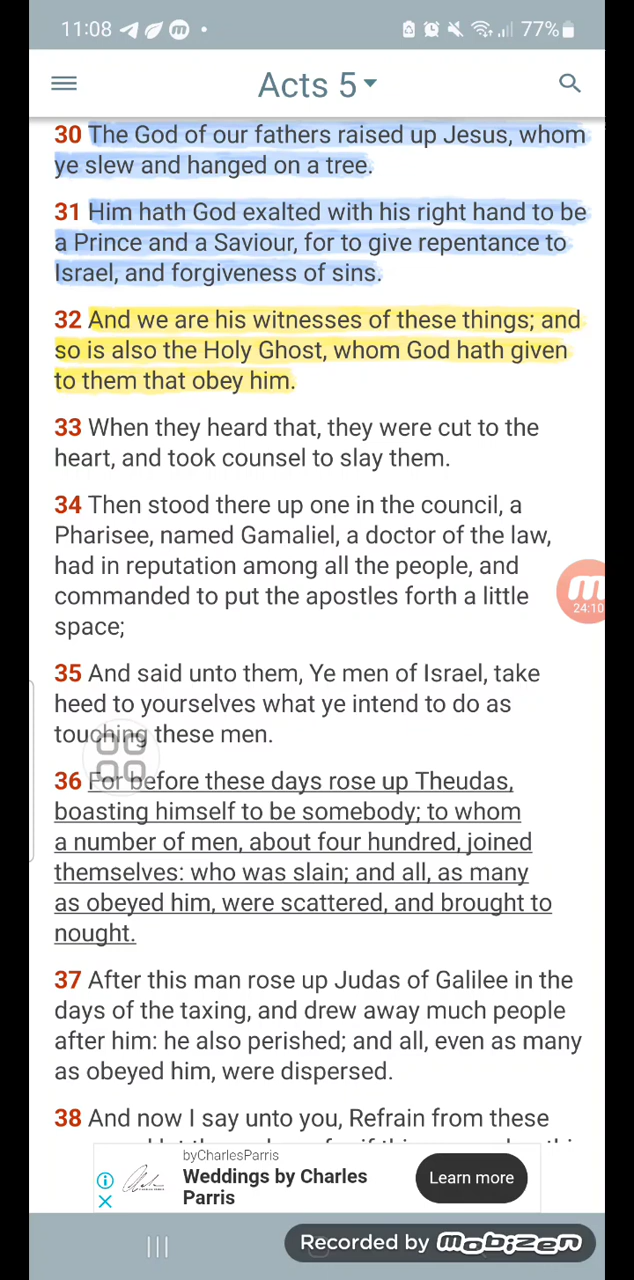 11:08
77%
Acts 5
30 The God of our fathers raised up Jesus, whom
ye slew and hanged on a tree.
31 Him hath God exalted with his right hand to be
a Prince and a Saviour, for to give repentance to
Israel, and forgiveness of sins.
32 And we are his witnesses of these things; and
so is also the Holy Ghost, whom God hath given
to them that obey him.
33 When they heard that, they were cut to the
heart, and took counsel to slay them.
34 Then stood there up one in the council, a
Pharisee, named Gamaliel, a doctor of the law,
had in reputation among all the people, and
commanded to put the apostles forth a little
space;
24:10
35 And said unto them, Ye men of Israel, take
heed to yourselves what ye intend to do as
touching these men.
36 For before these days rose up Theudas,
boasting himself to be somebody; to whom
a number of men, about four hundred, joined
themselves: who was slain; and all, as many
as obeyed him, were scattered, and brought to
nought.
37 After this man rose up Judas of Galilee in the
days of the taxing, and drew away much people
after him: he also perished; and all, even as many
as obeyed him, were dispersed.
38 And now I say unto you, Refrain from these
byCharlesParris
Weddings by Charles
Parris
Learn more
Recorded by mobizen